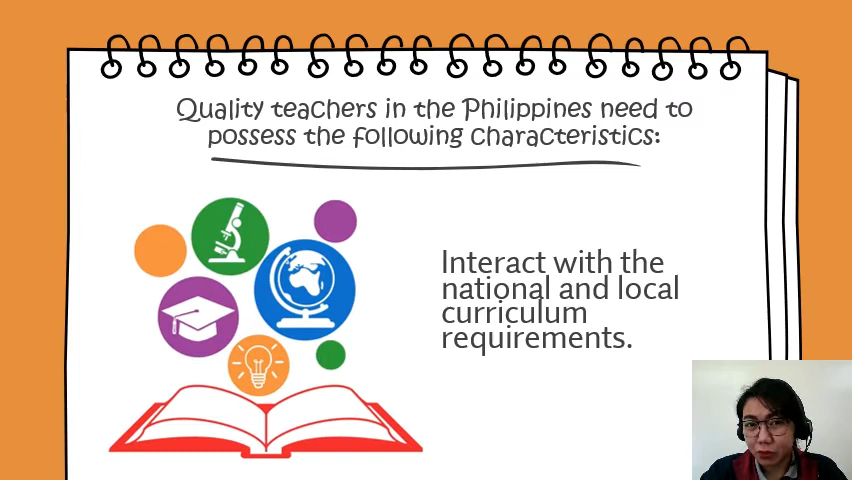 Quality teachers in the Philippines need to
possess the following characteristics:
Interact with the
national and local
curriculum
requirements.